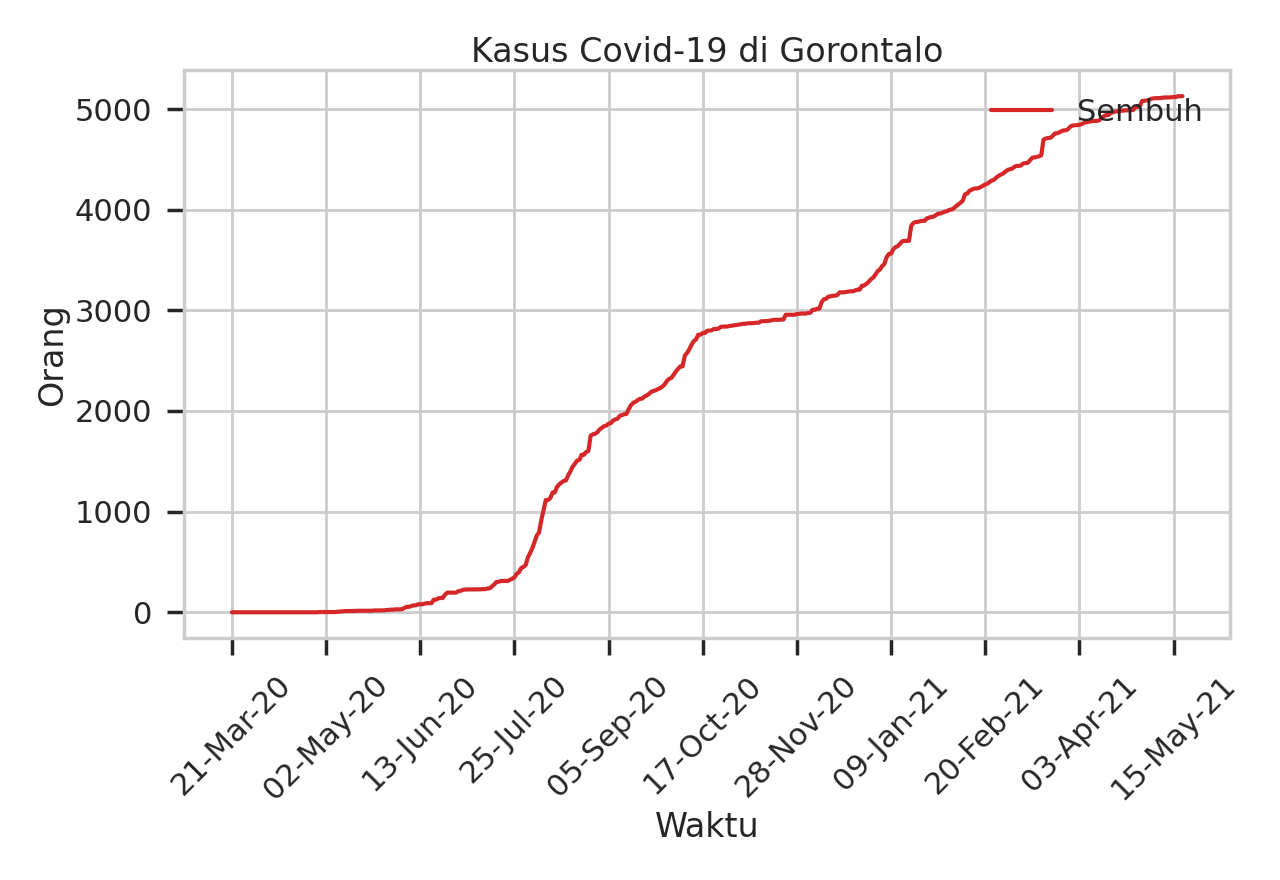 Kasus Covid-19 di Gorontalo
Sembuh
5000
4000
3000
2000
1000
0
Orang
21-Mar-20
02-May-20
13-Jun-20
25-Jul-20
05-Sep-20
17-Oct-20
28-Nov-20
09-Jan-21
20-Feb-21
03-Apr-21
15-May-21
Waktu